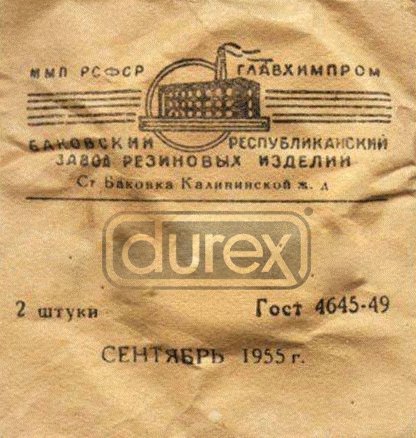 ММП РСФСР ГЛАВХИМПРОМ
БАКОВСКИЙ РЕСПУБЛИКАНСКИЙ
ЗАВОД РЕЗИНОВЫХ ИЗДЕЛИЙ
Ст Баковка Калининской ж. д
durex®
2 штуки Гост 4645-49
СЕНТЯБРЬ 1955 г.